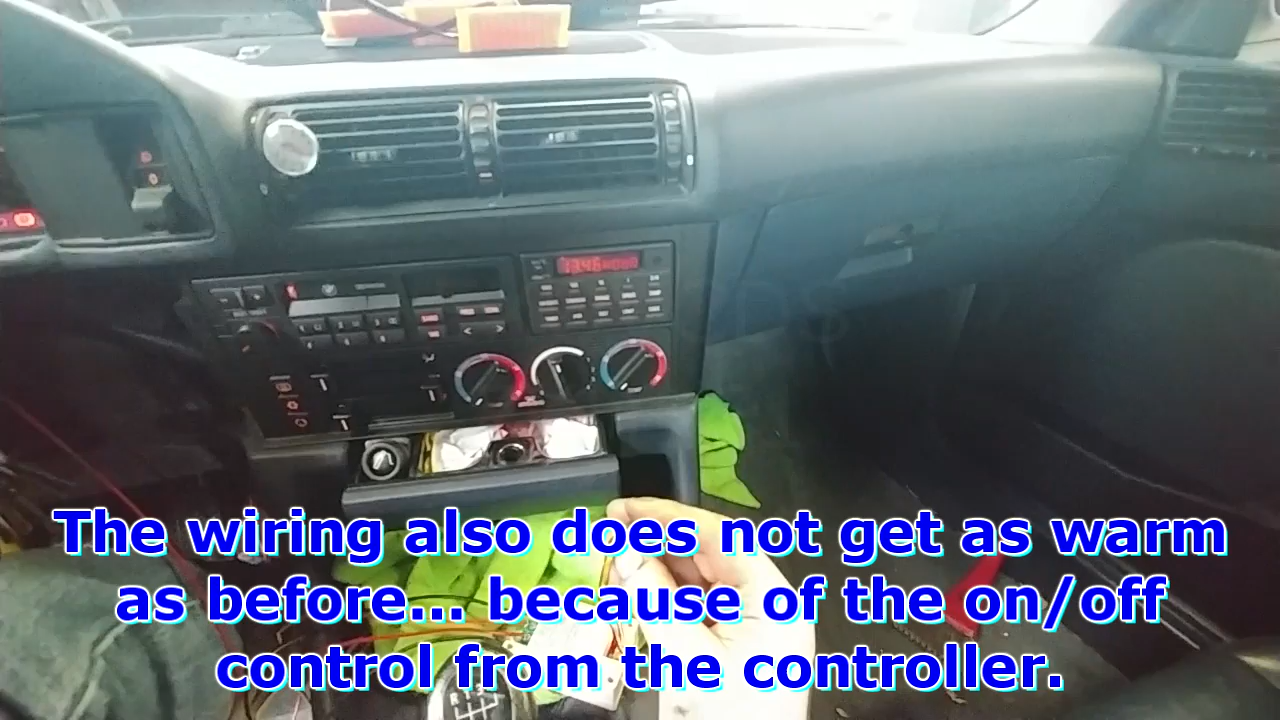 The wiring also does not get as warm
as before... because of the on/off
control from the controller.